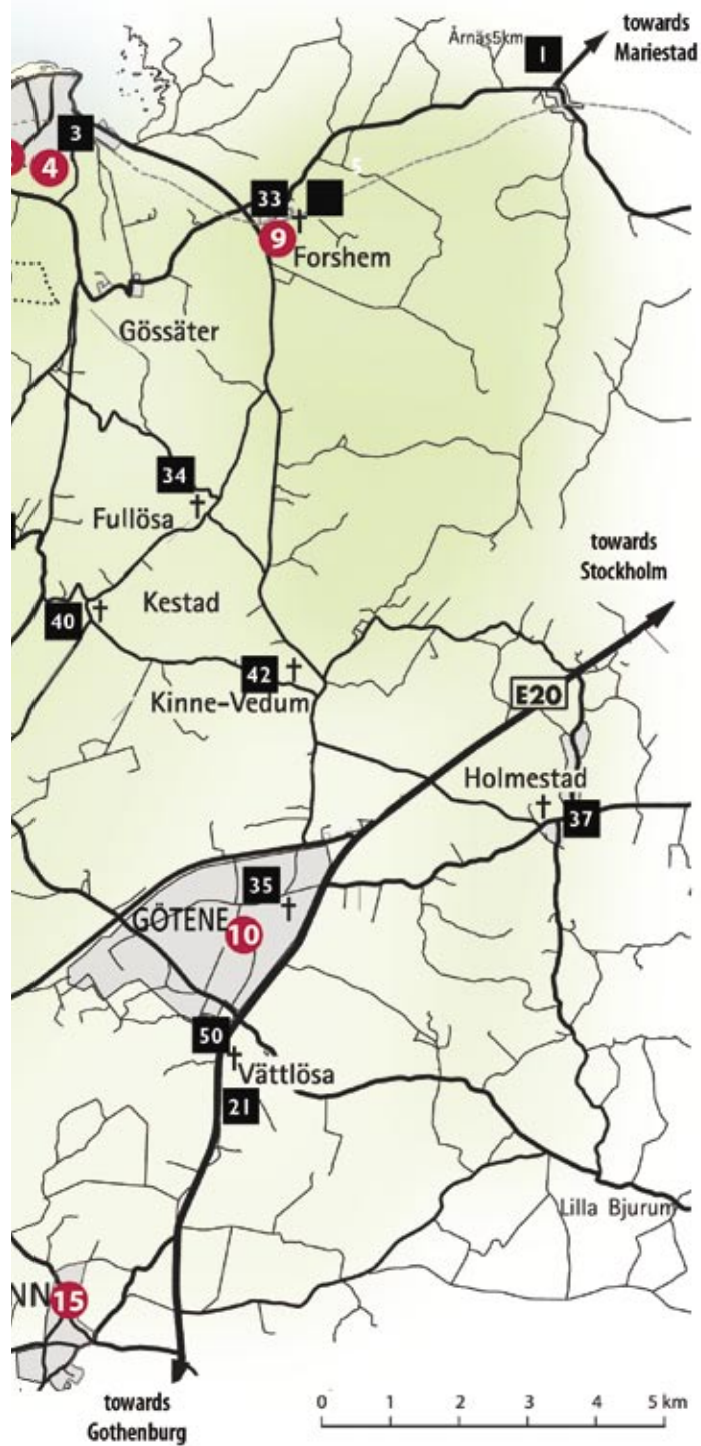 towards
Mariestad
Årnäs5km
1
3
4
5
33
9
Forshem
Gössäter
34
Fullösa
towards
Stockholm
Kestad
40
42
Kinne-Vedum
E20
Holmestad
37
35
GÖTENE
10
50
Vättlösa
21
Lilla Bjurum
NN
15
towards
Gothenburg
0 1 2 3 4 5 km